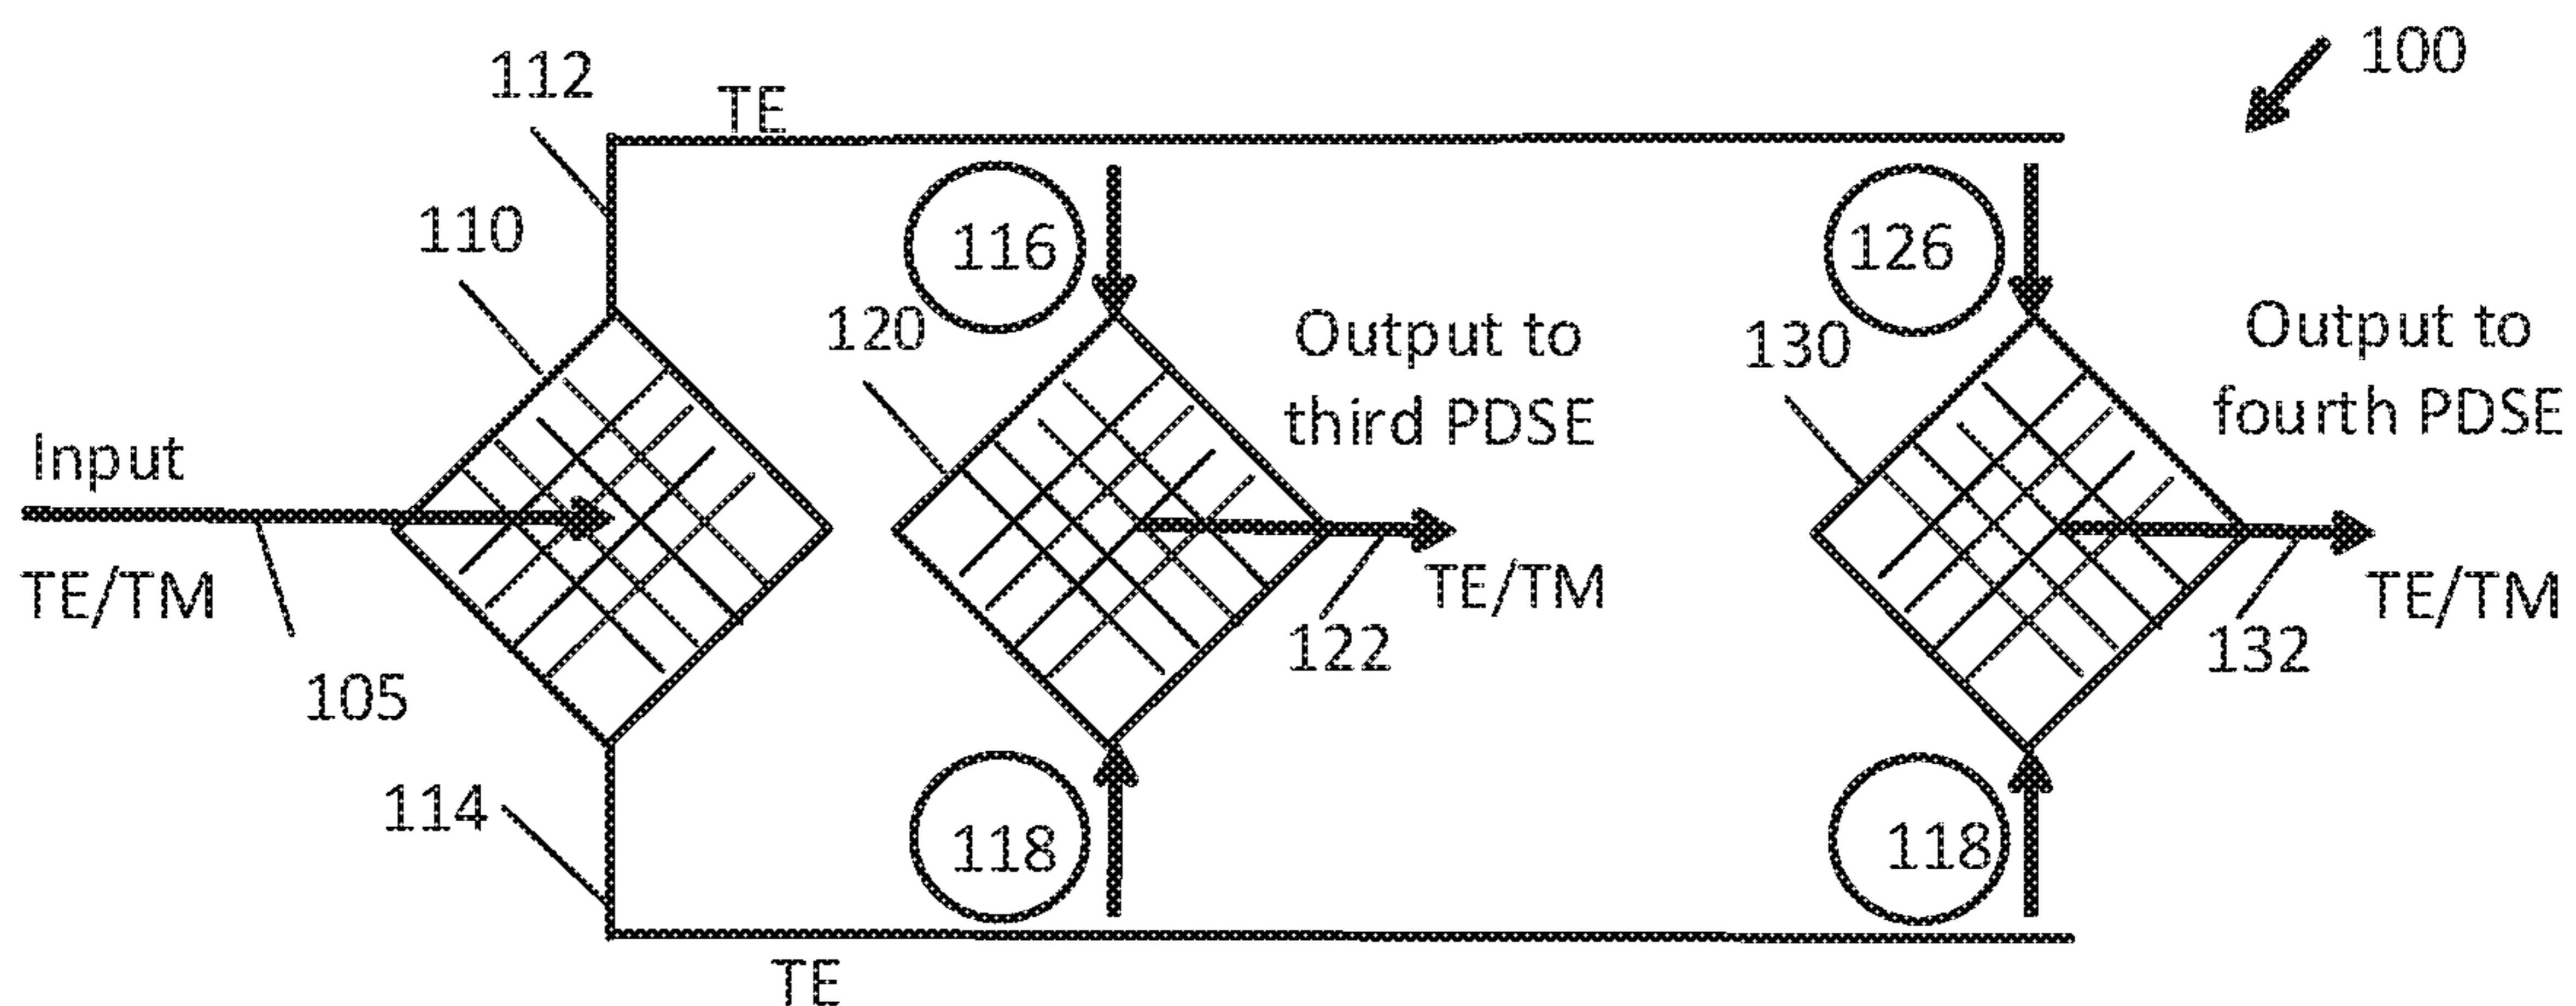 100
112
TE
110
116
126
120
Output to
third PDSE
130
Output to
fourth PDSE
Input
TE/TM
105
TE/TM
122
TE/TM
132
114
118
118
TE